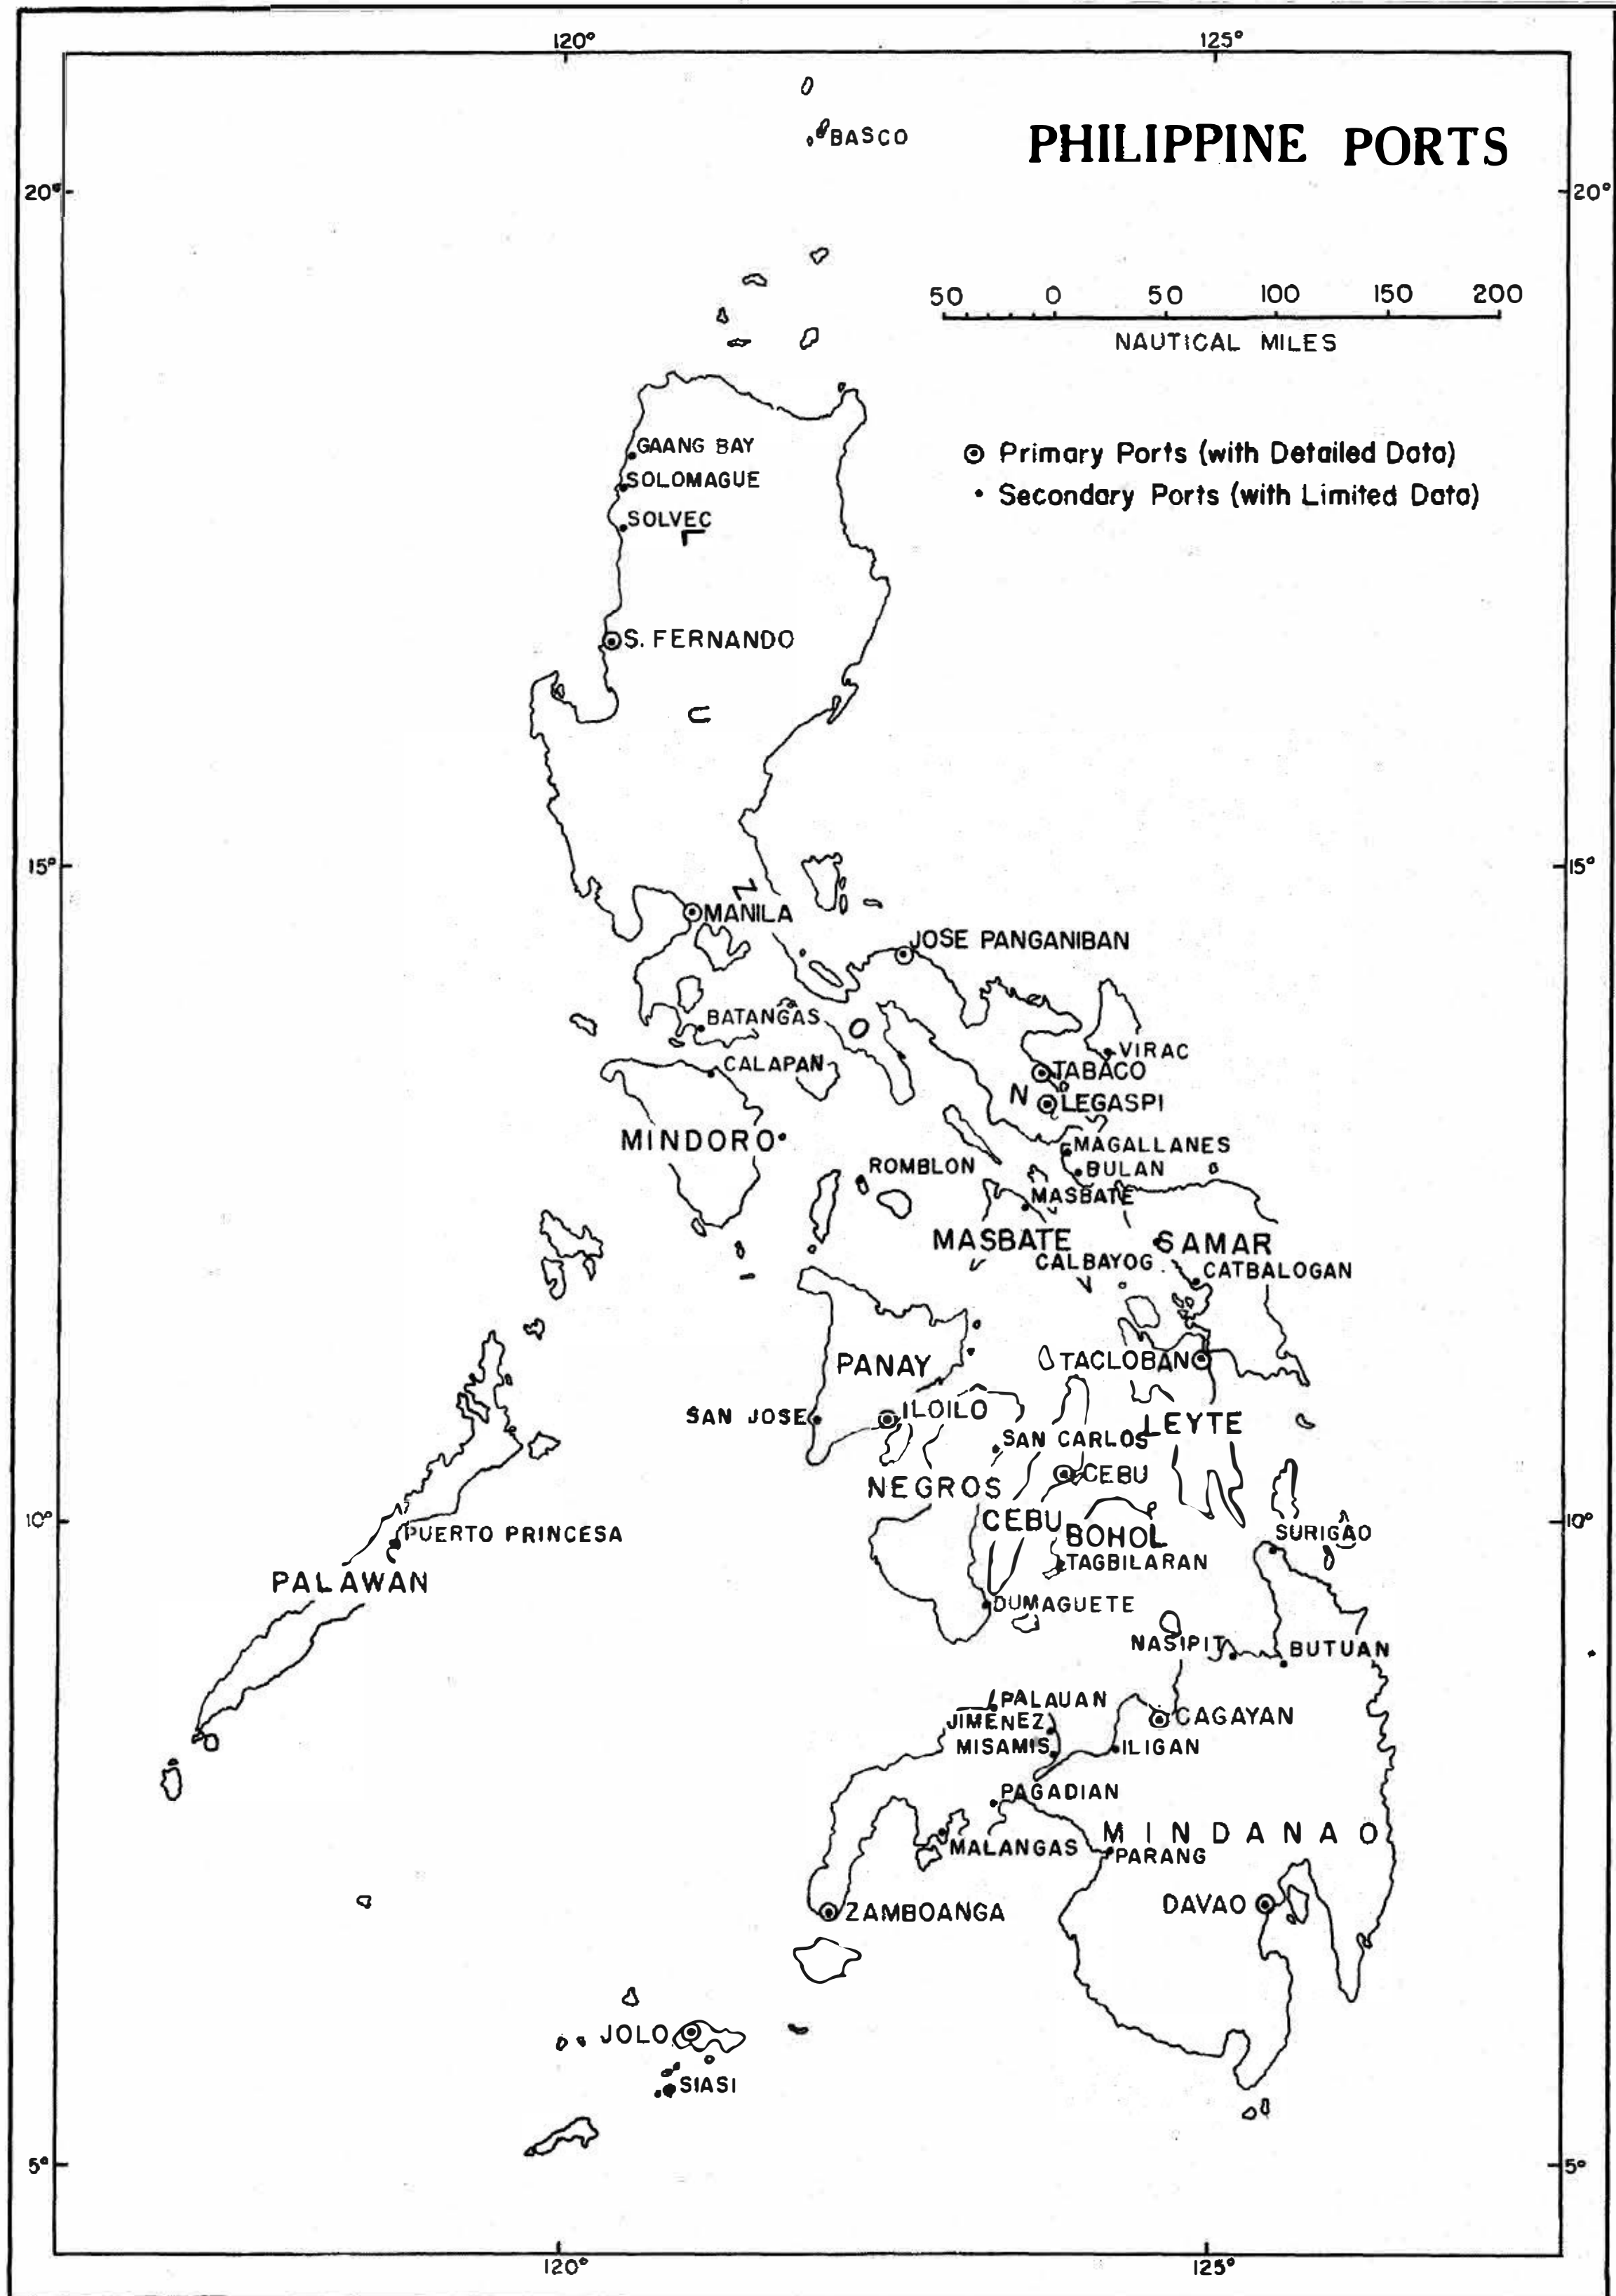 120° 125°
BASCO
PHILIPPINE PORTS
20° 20°
50 0 50 100 150 200
NAUTICAL MILES
GAANG BAY
⊙ Primary Ports (with Detailed Data)
SOLOMAGUE
• Secondary Ports (with Limited Data)
SOLVEC
L
S. FERNANDO
U
15° 15°
Z
MANILA
JOSE PANGANIBAN
BATANGAS
O
VIRAC
CALAPAN
TABACO
N
LEGASPI
MINDORO
MAGALLANES
ROMBLON
BULAN
MASBATE
MASBATE
SAMAR
CALBAYOG
CATBALOGAN
PANAY
TACLOBAN
SAN JOSE
ILOILO
LEYTE
SAN CARLOS
CEBU
NEGROS
CEBU
BOHOL
10° 10°
PUERTO PRINCESA
SURIGAO
TAGBILARAN
PALAWAN
DUMAGUETE
NASIPIT
BUTUAN
PALAUAN
JIMENEZ
CAGAYAN
MISAMIS
ILIGAN
PAGADIAN
MINDANAO
MALANGAS
PARANG
DAVAO
ZAMBOANGA
JOLO
SIASI
5° 5°
120° 125°